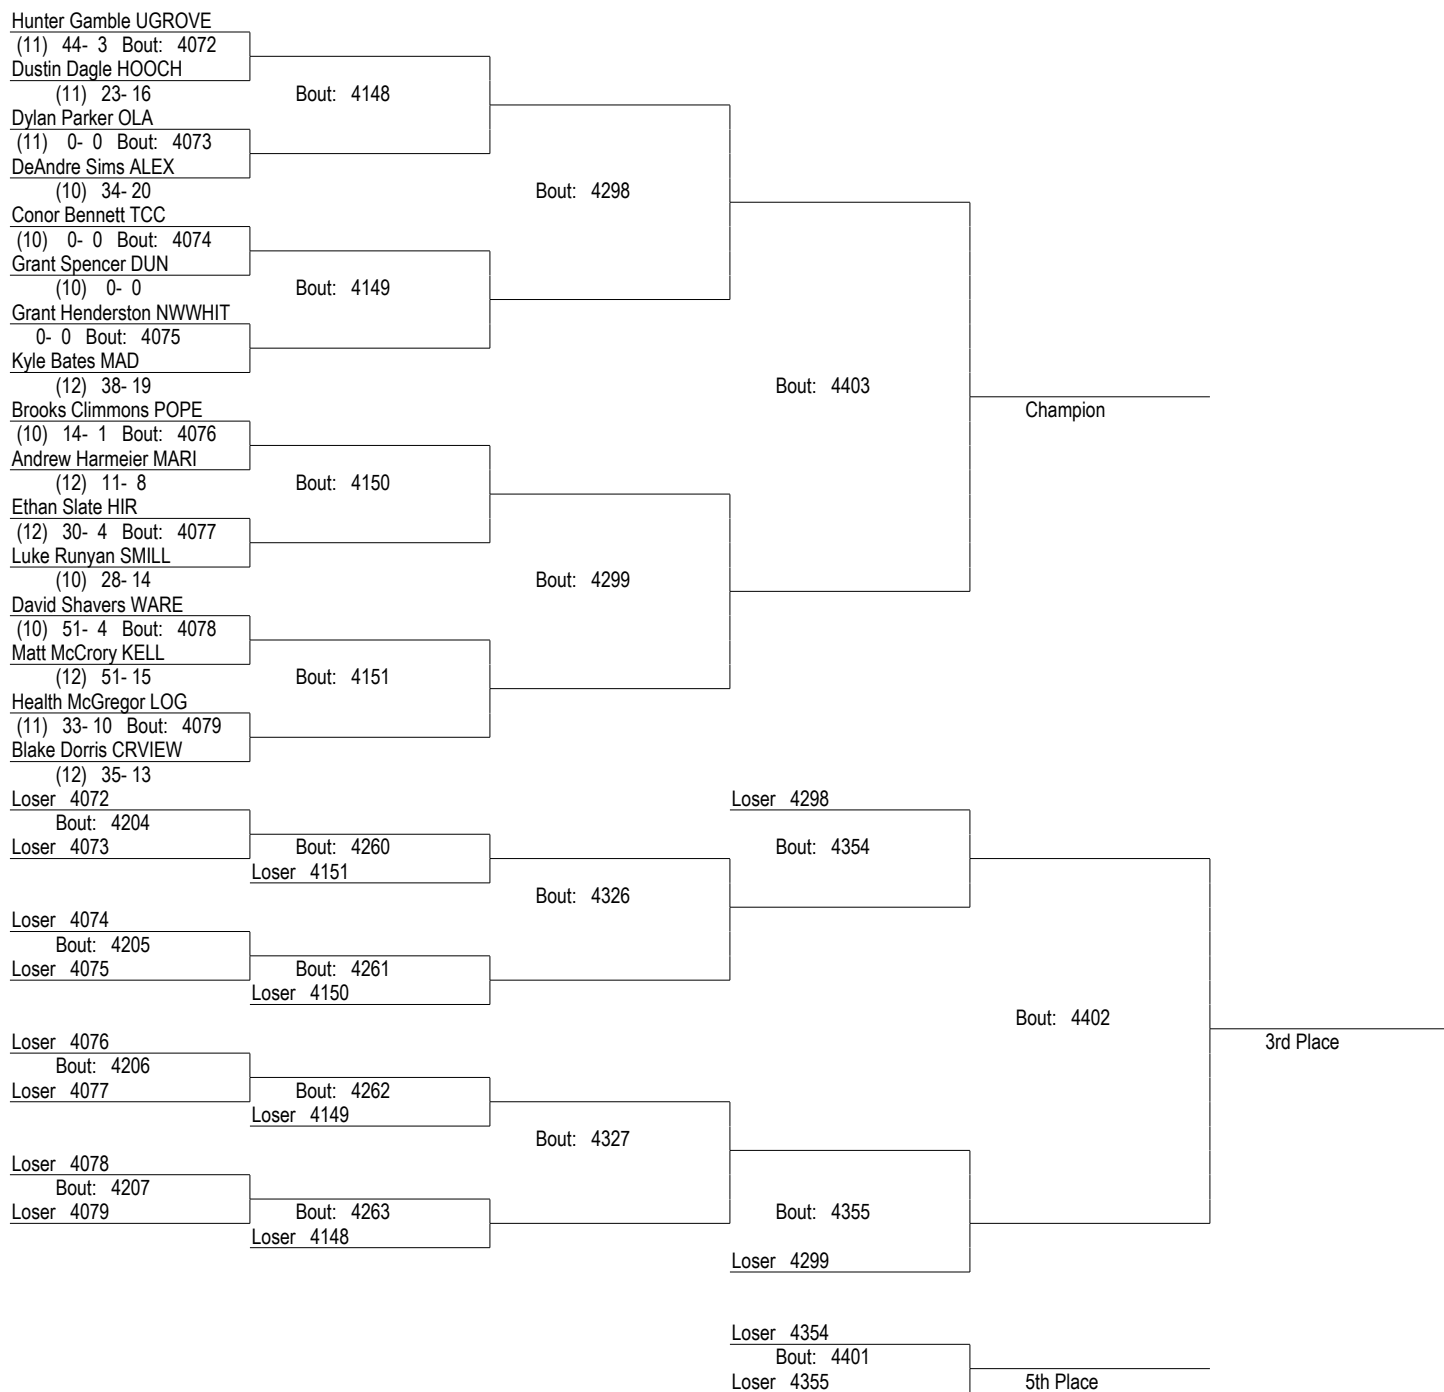 Hunter Gamble UGROVE
(11) 44- 3 Bout: 4072
Dustin Dagle HOOCH
(11) 23- 16
Bout: 4148
Dylan Parker OLA
(11) 0- 0 Bout: 4073
DeAndre Sims ALEX
(10) 34- 20
Bout: 4298
Conor Bennett TCC
(10) 0- 0 Bout: 4074
Grant Spencer DUN
(10) 0- 0
Bout: 4149
Grant Henderston NWWHIT
0- 0 Bout: 4075
Kyle Bates MAD
(12) 38- 19
Bout: 4403
Brooks Climmons POPE
Champion
(10) 14- 1 Bout: 4076
Andrew Harmeier MARI
(12) 11- 8
Bout: 4150
Ethan Slate HIR
(12) 30- 4 Bout: 4077
Luke Runyan SMILL
(10) 28- 14
Bout: 4299
David Shavers WARE
(10) 51- 4 Bout: 4078
Matt McCrory KELL
(12) 51- 15
Bout: 4151
Health McGregor LOG
(11) 33- 10 Bout: 4079
Blake Dorris CRVIEW
(12) 35- 13
Loser 4072
Loser 4298
Bout: 4204
Loser 4073
Bout: 4260
Bout: 4354
Loser 4151
Bout: 4326
Loser 4074
Bout: 4205
Loser 4075
Bout: 4261
Loser 4150
Bout: 4402
Loser 4076
3rd Place
Bout: 4206
Loser 4077
Bout: 4262
Loser 4149
Bout: 4327
Loser 4078
Bout: 4207
Loser 4079
Bout: 4263
Bout: 4355
Loser 4148
Loser 4299
Loser 4354
Bout: 4401
Loser 4355
5th Place